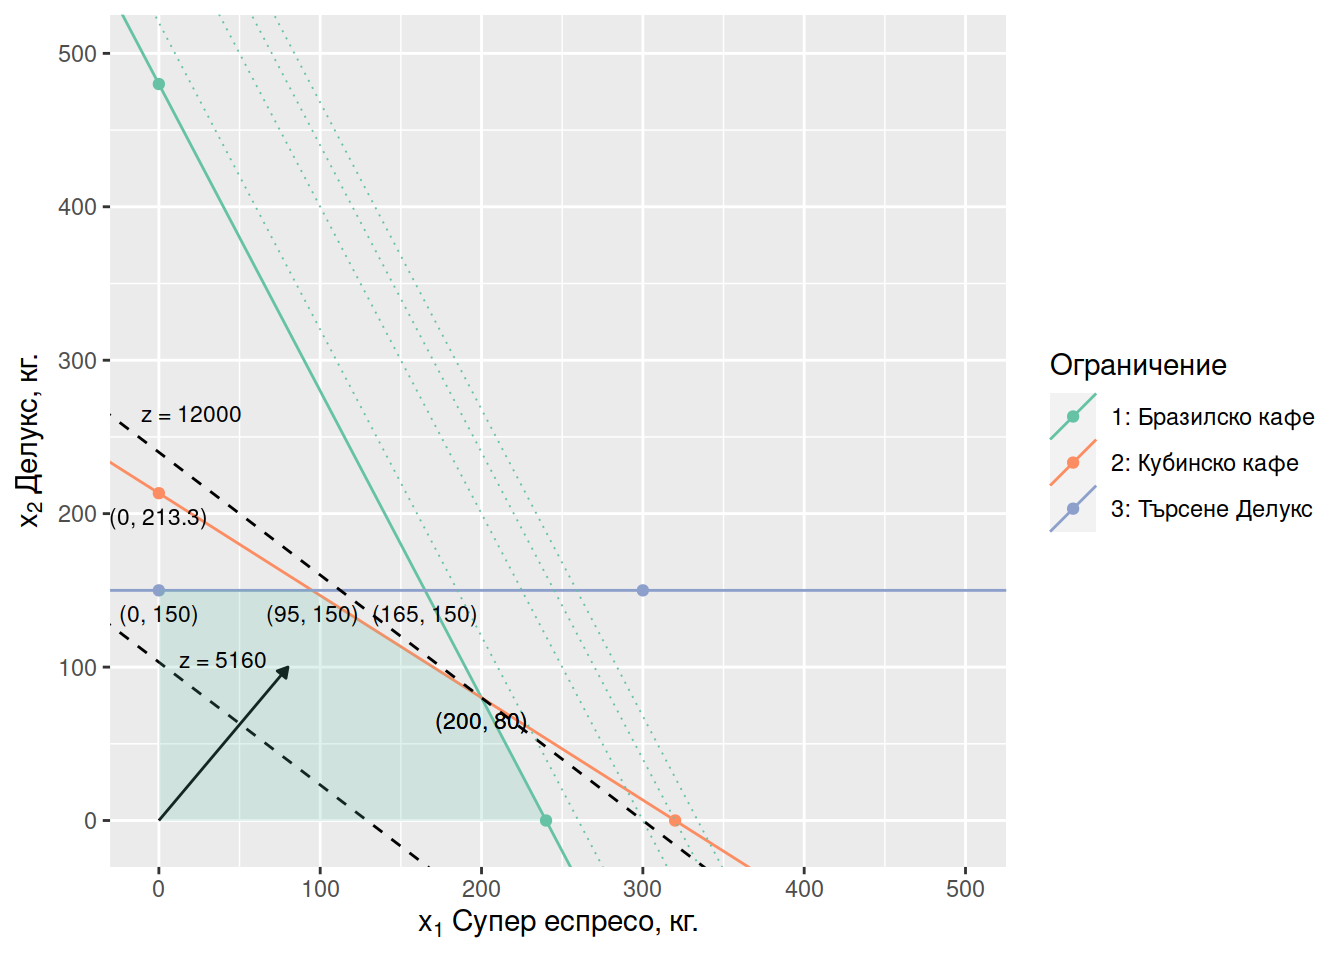 500
400
300
200
100
0
x2 Делукс, кг.
z = 12000
(0, 213.3)
(0, 150)
(95, 150)
(165, 150)
z = 5160
(200, 80)
0
100
200
300
400
500
x1 Супер еспресо, кг.
Ограничение
1: Бразилско кафе
2: Кубинско кафе
3: Търсене Делукс